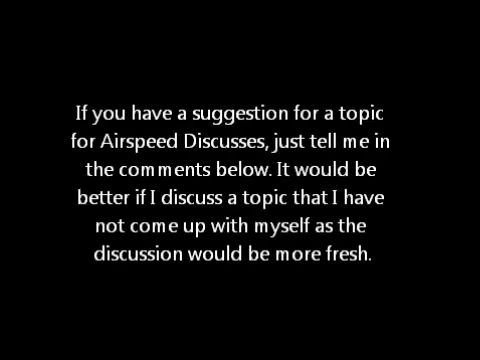 If you have a suggestion for a topic
for Airspeed Discusses, just tell me in
the comments below. It would be
better if I discuss a topic that I have
not come up with myself as the
discussion would be more fresh.